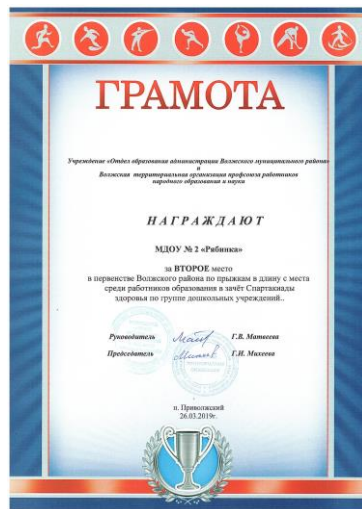 ГРАМОТА
Учреждение «Отдел образования администрации Волжского муниципального района»
и
Волжская территориальная организация профсоюза работников
народного образования и науки
НАГРАЖДАЮТ
МДОУ № 2 «Рябинка»
за ВТОРОЕ место
в первенстве Волжского района по прыжкам в длину с места
среди работников образования в зачёт Спартакиады
здоровья по группе дошкольных учреждений..
Руководитель Г.В. Матвеева
Председатель Г.И. Михеева
п. Приволжский
26.03.2019г.